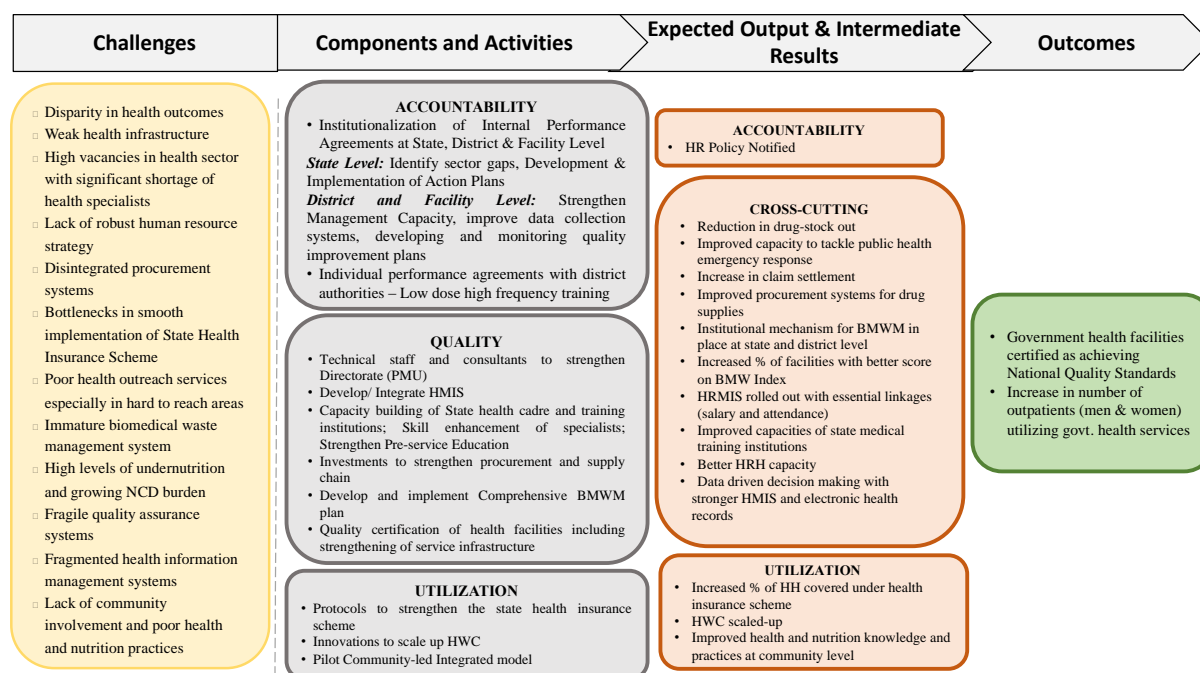 Challenges
Components and Activities
Expected Output & Intermediate
Results
Outcomes
Disparity in health outcomes
Weak health infrastructure
High vacancies in health sector
with significant shortage of
health specialists
Lack of robust human resource
strategy
Disintegrated procurement
systems
Bottlenecks in smooth
implementation of State Health
Insurance Scheme
Poor health outreach services
especially in hard to reach areas
Immature biomedical waste
management system
High levels of undernutrition
and growing NCD burden
Fragile quality assurance
systems
Fragmented health information
management systems
Lack of community
involvement and poor health
and nutrition practices
ACCOUNTABILITY
• Institutionalization of Internal Performance
Agreements at State, District & Facility Level
State Level: Identify sector gaps, Development &
Implementation of Action Plans
District and Facility Level: Strengthen
Management Capacity, improve data collection
systems, developing and monitoring quality
improvement plans
• Individual performance agreements with district
authorities – Low dose high frequency training
QUALITY
• Technical staff and consultants to strengthen
Directorate (PMU)
• Develop/ Integrate HMIS
• Capacity building of State health cadre and training
institutions; Skill enhancement of specialists;
Strengthen Pre-service Education
• Investments to strengthen procurement and supply
chain
• Develop and implement Comprehensive BMWM
plan
• Quality certification of health facilities including
strengthening of service infrastructure
UTILIZATION
• Protocols to strengthen the state health insurance
scheme
• Innovations to scale up HWC
• Pilot Community-led Integrated model
ACCOUNTABILITY
• HR Policy Notified
CROSS-CUTTING
• Reduction in drug-stock out
• Improved capacity to tackle public health
emergency response
• Increase in claim settlement
• Improved procurement systems for drug
supplies
• Institutional mechanism for BMWM in
place at state and district level
• Increased % of facilities with better score
on BMW Index
• HRMIS rolled out with essential linkages
(salary and attendance)
• Improved capacities of state medical
training institutions
• Better HRH capacity
• Data driven decision making with
stronger HMIS and electronic health
records
UTILIZATION
• Increased % of HH covered under health
insurance scheme
• HWC scaled-up
• Improved health and nutrition knowledge and
practices at community level
• Government health facilities
certified as achieving
National Quality Standards
• Increase in number of
outpatients (men & women)
utilizing govt. health services